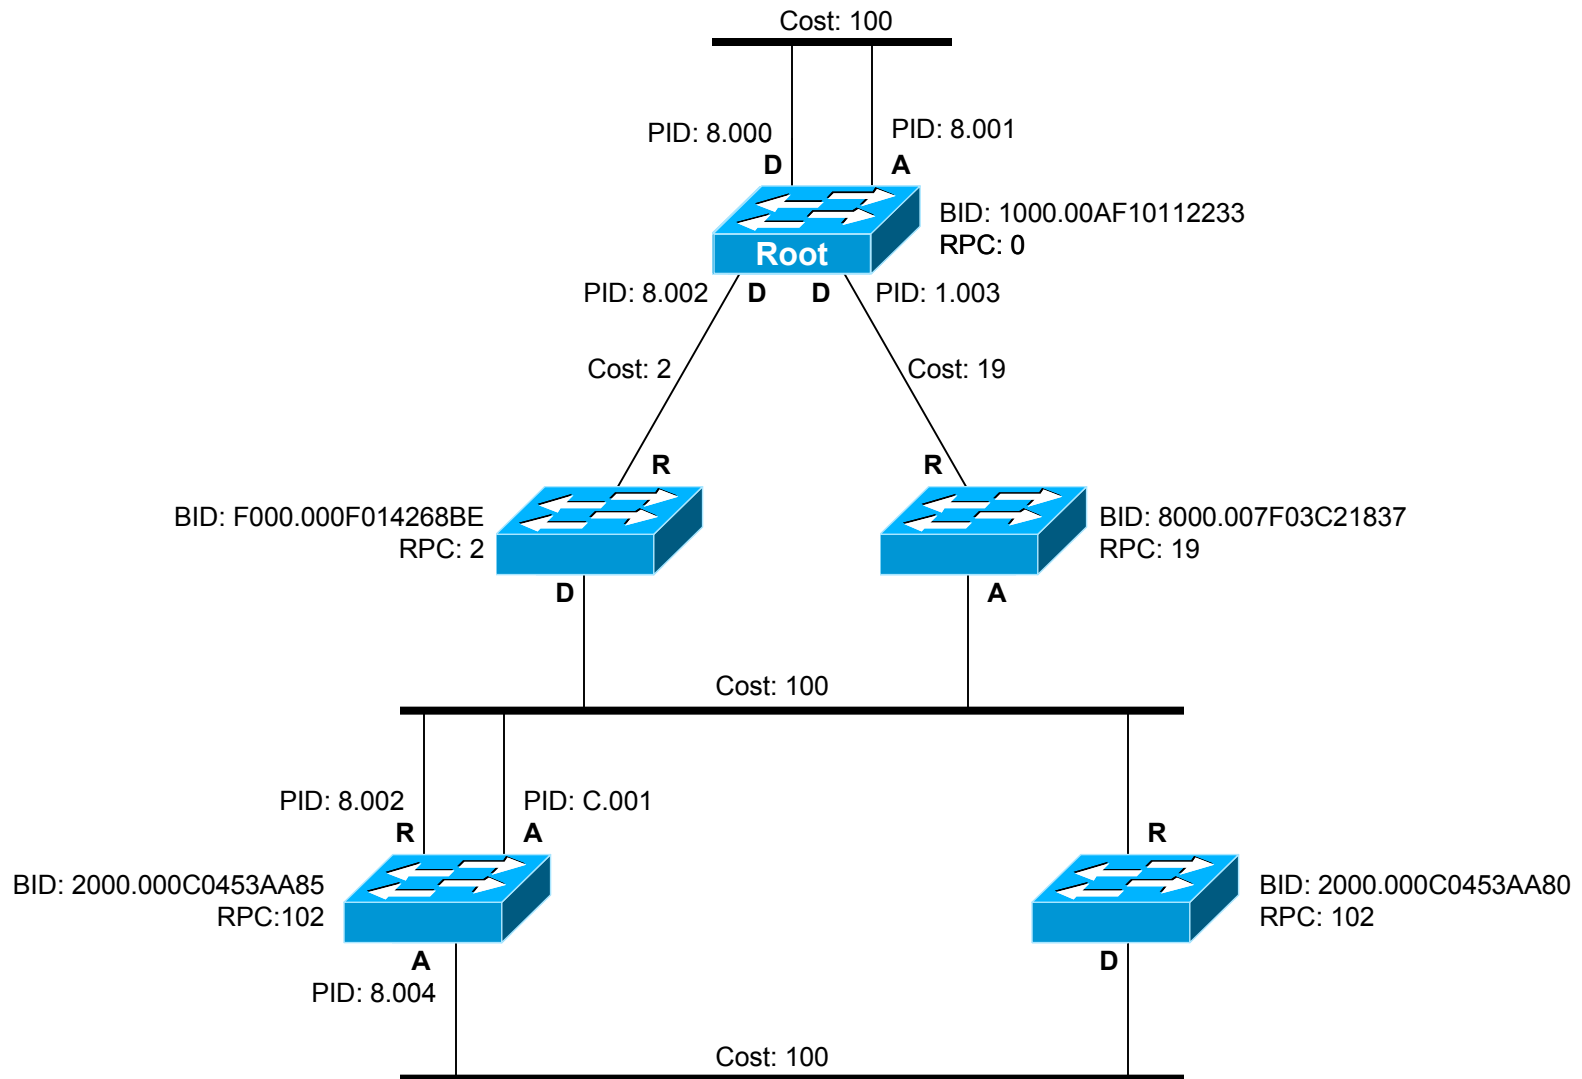 Cost: 100
PID: 8.000
PID: 8.001
D
A
BID: 1000.00AF10112233
RPC: 0
Root
PID: 8.002
D
D
PID: 1.003
Cost: 2
Cost: 19
R
R
BID: F000.000F014268BE
RPC: 2
BID: 8000.007F03C21837
RPC: 19
D
A
Cost: 100
PID: 8.002
PID: C.001
R
A
R
BID: 2000.000C0453AA85
RPC:102
BID: 2000.000C0453AA80
RPC: 102
A
D
PID: 8.004
Cost: 100